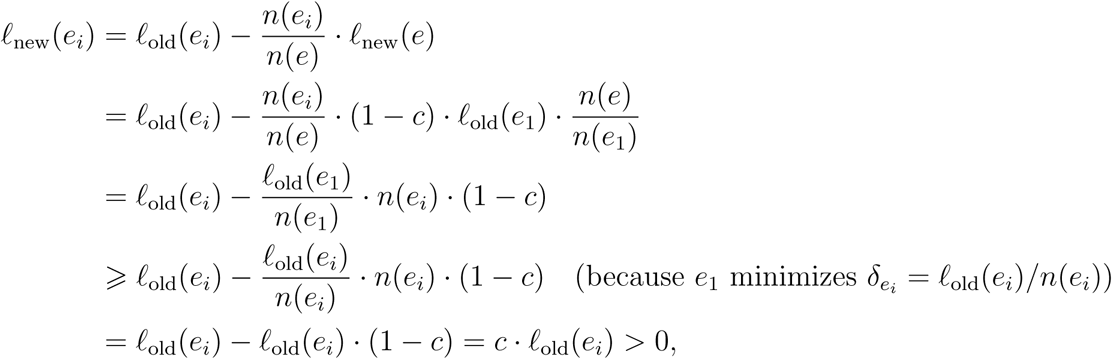 ℓ_new(e_i) = ℓ_old(e_i) − n(e_i)/n(e) · ℓ_new(e)
= ℓ_old(e_i) − n(e_i)/n(e) · (1 − c) · ℓ_old(e_1) · n(e)/n(e_1)
= ℓ_old(e_i) − ℓ_old(e_1)/n(e_1) · n(e_i) · (1 − c)
⩾ ℓ_old(e_i) − ℓ_old(e_i)/n(e_i) · n(e_i) · (1 − c) (because e_1 minimizes δ_{e_i} = ℓ_old(e_i)/n(e_i))
= ℓ_old(e_i) − ℓ_old(e_i) · (1 − c) = c · ℓ_old(e_i) > 0,